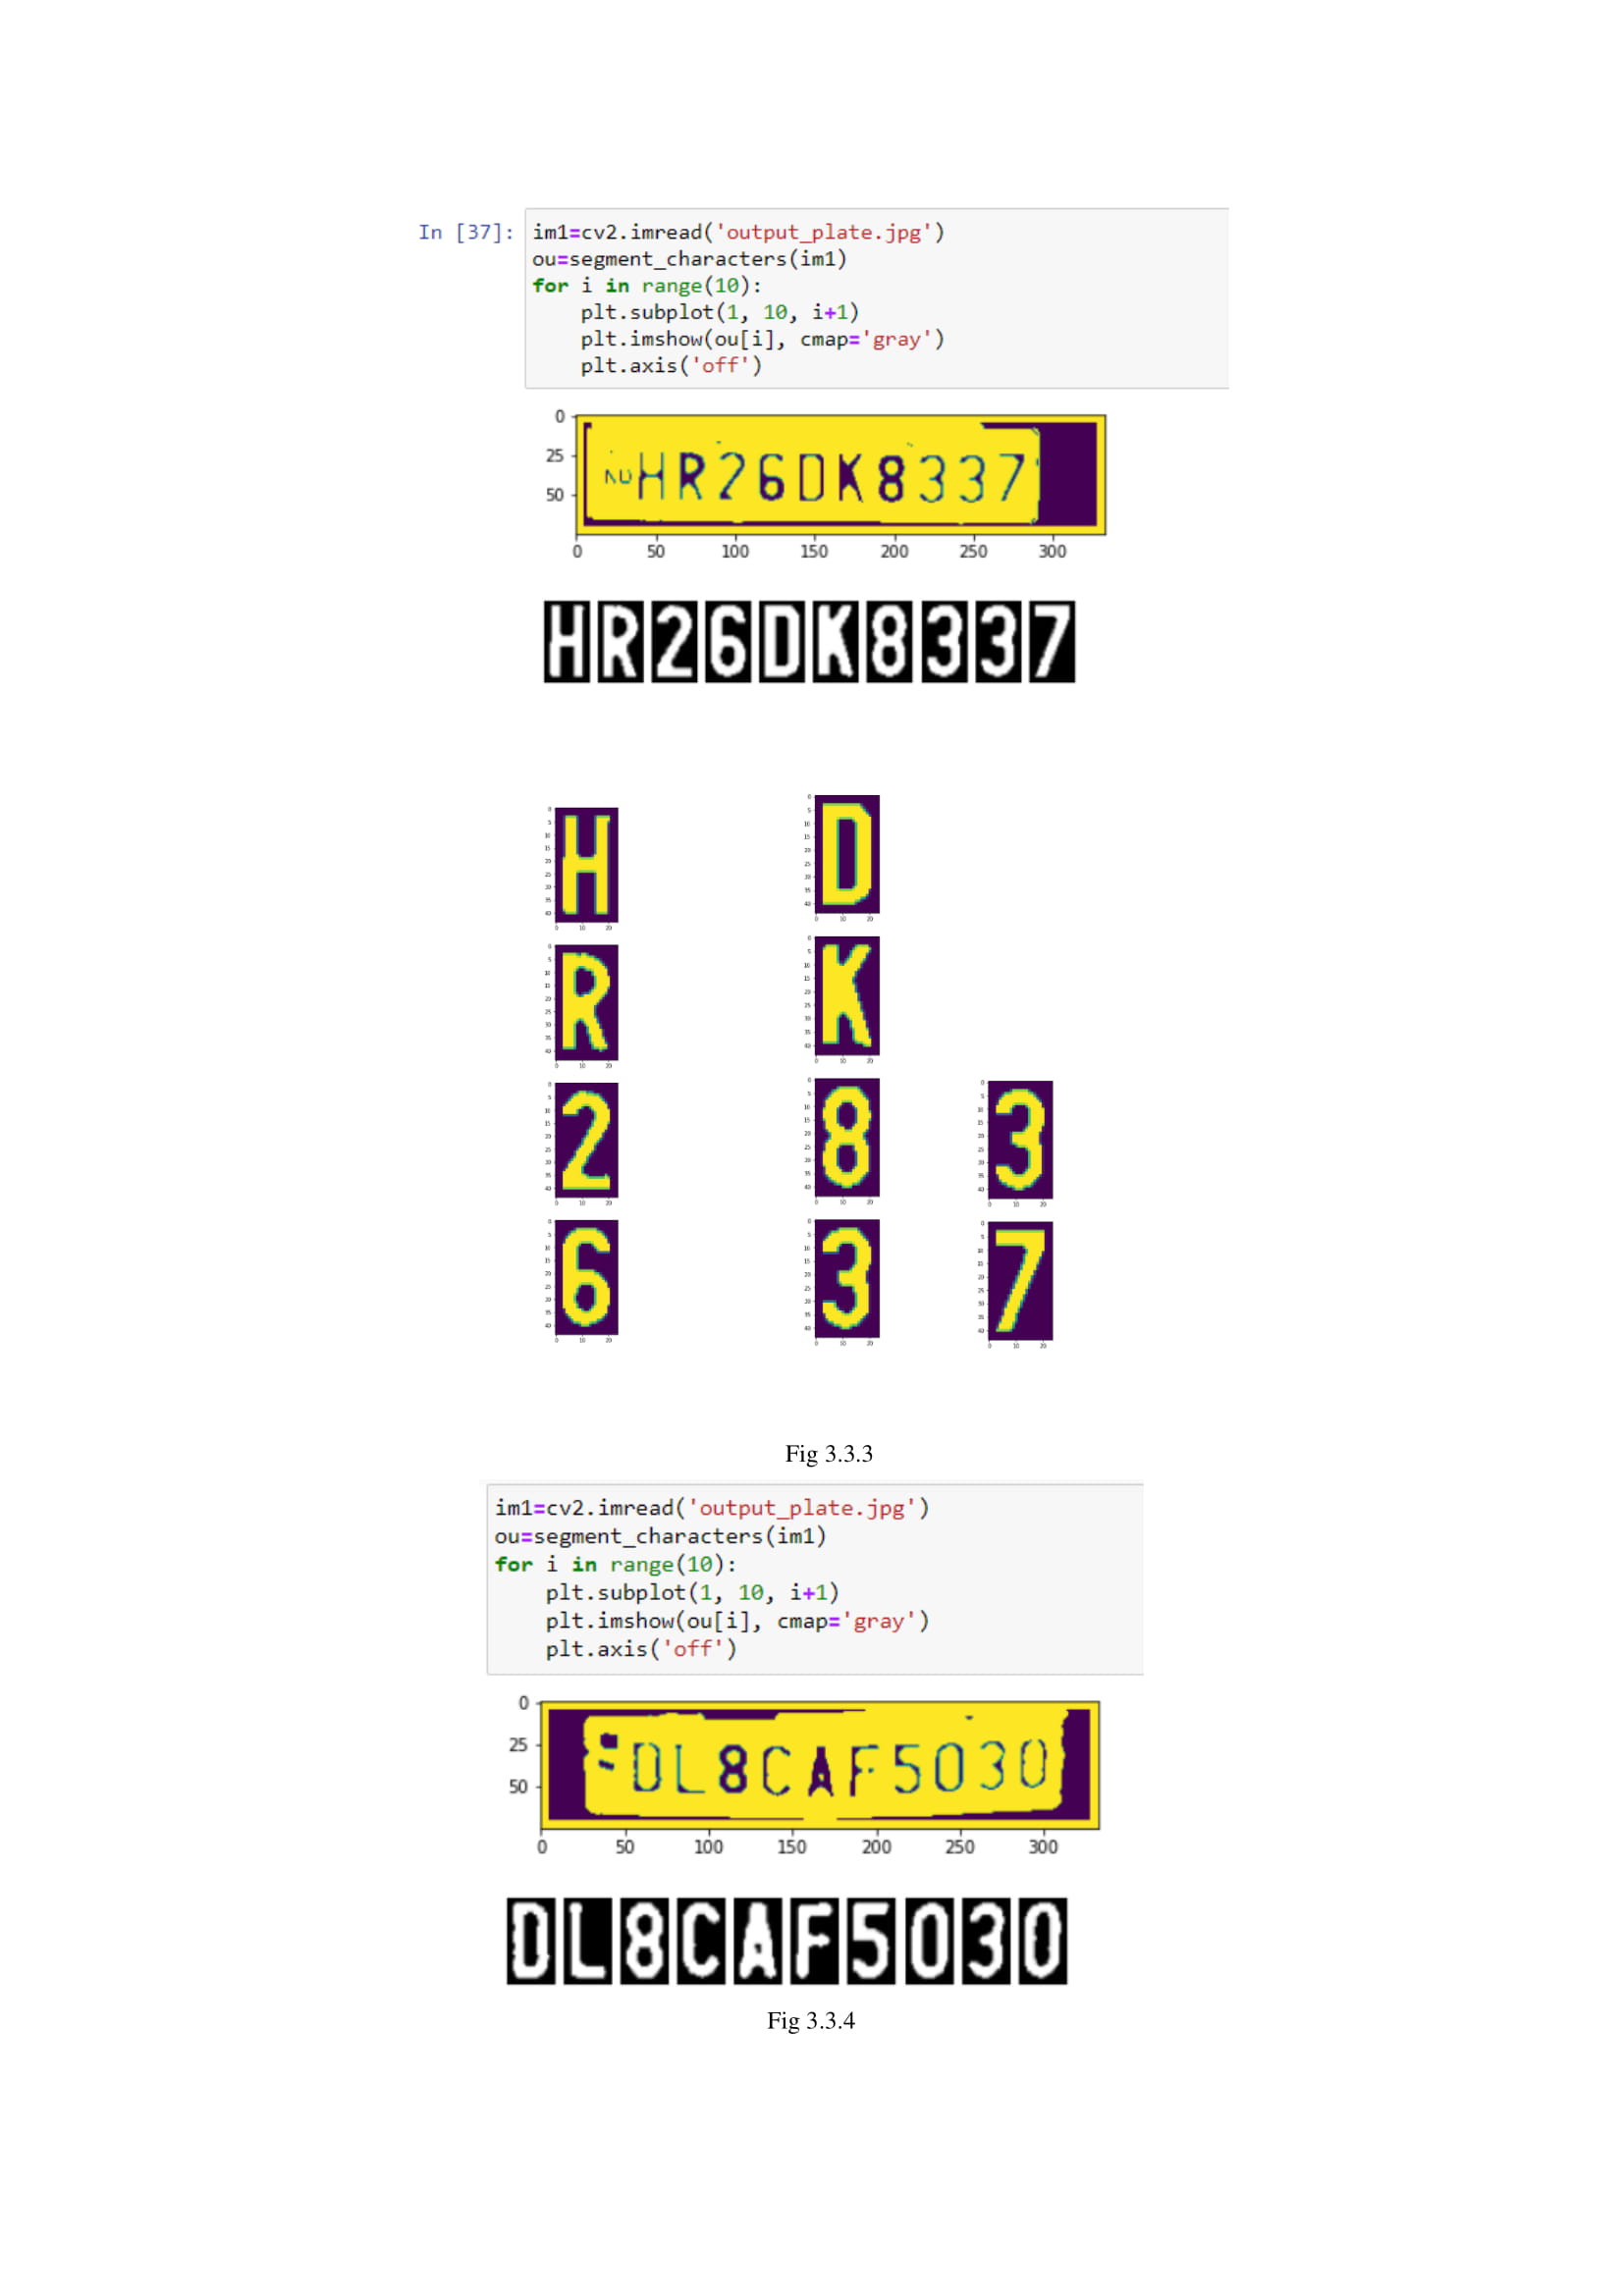 In [37]: im1=cv2.imread('output_plate.jpg')
ou=segment_characters(im1)
for i in range(10):
    plt.subplot(1, 10, i+1)
    plt.imshow(ou[i], cmap='gray')
    plt.axis('off')
0
25
50
HR26DK8337
0 50 100 150 200 250 300
HR26DK8337
H
D
R
K
2
8
3
6
3
7
Fig 3.3.3
im1=cv2.imread('output_plate.jpg')
ou=segment_characters(im1)
for i in range(10):
    plt.subplot(1, 10, i+1)
    plt.imshow(ou[i], cmap='gray')
    plt.axis('off')
0
25
50
DL8CAF5030
0 50 100 150 200 250 300
DL8CAF5030
Fig 3.3.4